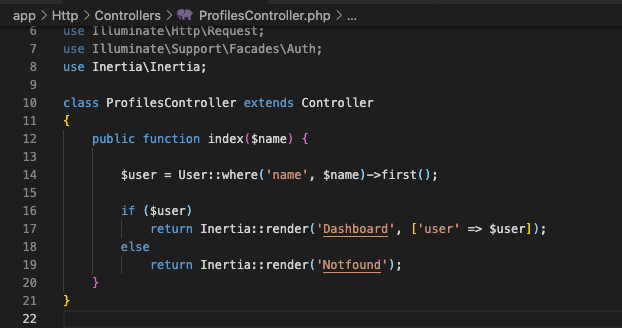 app > Http > Controllers > ProfilesController.php > ...
6 use Illuminate\Http\Request;
7 use Illuminate\Support\Facades\Auth;
8 use Inertia\Inertia;
9
10 class ProfilesController extends Controller
11 {
12     public function index($name) {
13
14         $user = User::where('name', $name)->first();
15
16         if ($user)
17             return Inertia::render('Dashboard', ['user' => $user]);
18         else
19             return Inertia::render('Notfound');
20     }
21 }
22